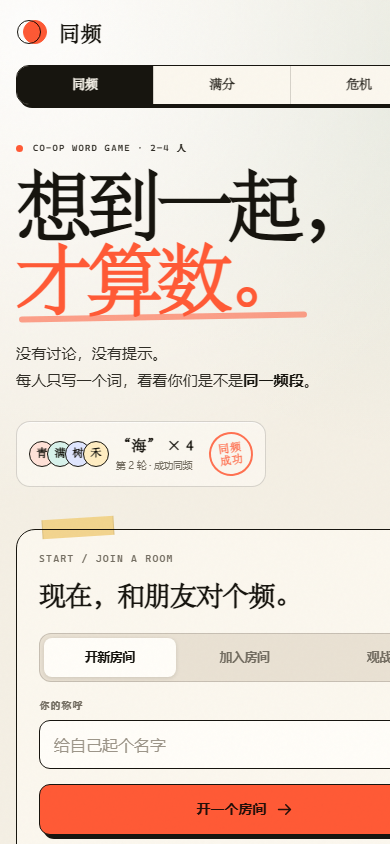 同频
同频 满分 危机
CO-OP WORD GAME · 2-4 人
想到一起，
才算数。
没有讨论，没有提示。
每人只写一个词，看看你们是不是同一频段。
青 满 树 禾
“海” × 4
第 2 轮 · 成功同频
同频
成功
START / JOIN A ROOM
现在，和朋友对个频。
开新房间 加入房间 观战
你的称呼
给自己起个名字
开一个房间 →